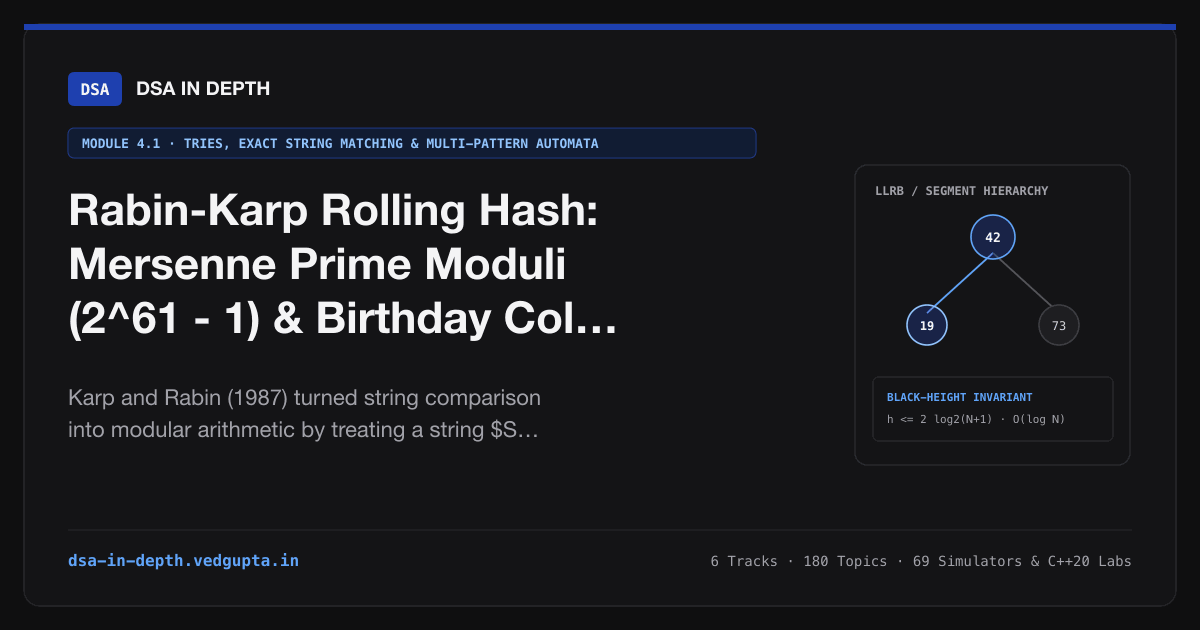 DSA
DSA IN DEPTH
MODULE 4.1 · TRIES, EXACT STRING MATCHING & MULTI-PATTERN AUTOMATA
Rabin-Karp Rolling Hash:
Mersenne Prime Moduli
(2^61 - 1) & Birthday Col…
Karp and Rabin (1987) turned string comparison
into modular arithmetic by treating a string $S…
LLRB / SEGMENT HIERARCHY
42
19
73
BLACK-HEIGHT INVARIANT
h <= 2 log2(N+1) · O(log N)
dsa-in-depth.vedgupta.in
6 Tracks · 180 Topics · 69 Simulators & C++20 Labs